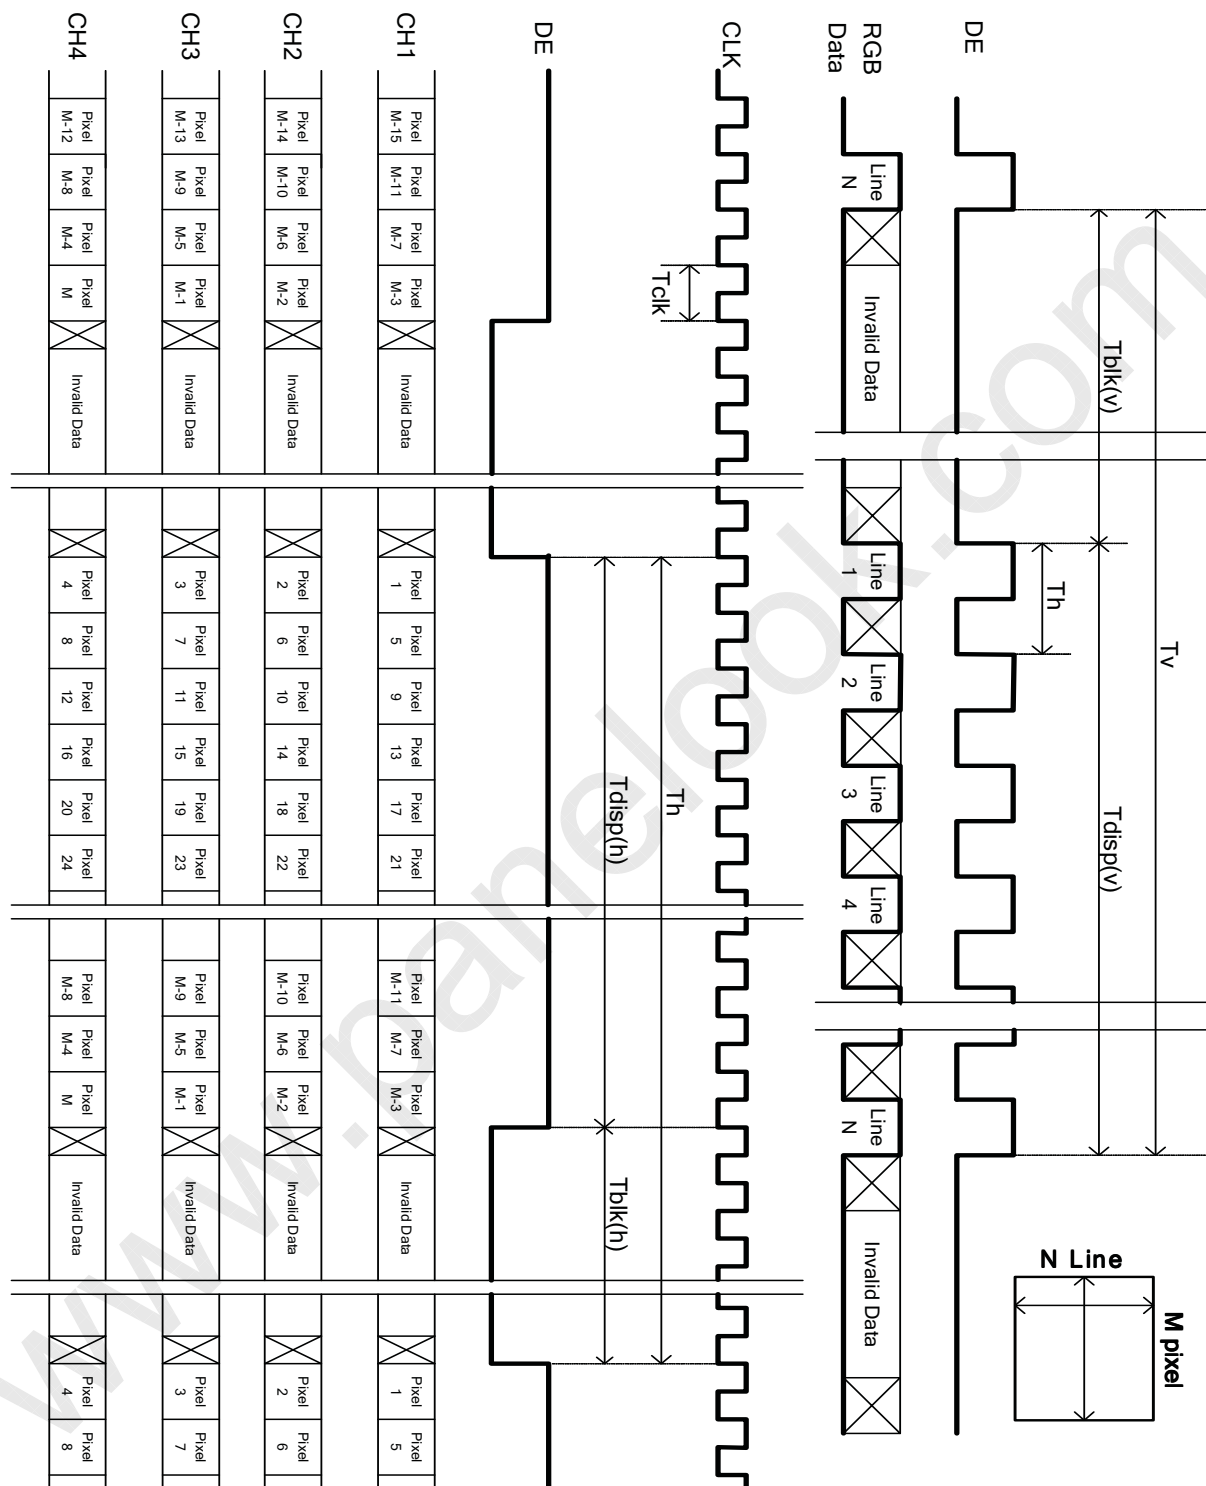 Tv
Tblk(v)
Tdisp(v)
Th
DE
RGB
Data
Line
N
Invalid Data
Line
1
Line
2
Line
3
Line
4
Line
N
Invalid Data
N Line
M pixel
CLK
Tclk
Th
Tdisp(h)
Tblk(h)
DE
CH1
Pixel M-15
Pixel M-11
Pixel M-7
Pixel M-3
Invalid Data
Pixel 1
Pixel 5
Pixel 9
Pixel 13
Pixel 17
Pixel 21
Pixel M-11
Pixel M-7
Pixel M-3
Invalid Data
Pixel 1
Pixel 5
CH2
Pixel M-14
Pixel M-10
Pixel M-6
Pixel M-2
Invalid Data
Pixel 2
Pixel 6
Pixel 10
Pixel 14
Pixel 18
Pixel 22
Pixel M-10
Pixel M-6
Pixel M-2
Invalid Data
Pixel 2
Pixel 6
CH3
Pixel M-13
Pixel M-9
Pixel M-5
Pixel M-1
Invalid Data
Pixel 3
Pixel 7
Pixel 11
Pixel 15
Pixel 19
Pixel 23
Pixel M-9
Pixel M-5
Pixel M-1
Invalid Data
Pixel 3
Pixel 7
CH4
Pixel M-12
Pixel M-8
Pixel M-4
Pixel M
Invalid Data
Pixel 4
Pixel 8
Pixel 12
Pixel 16
Pixel 20
Pixel 24
Pixel M-8
Pixel M-4
Pixel M
Invalid Data
Pixel 4
Pixel 8
www.panelook.com